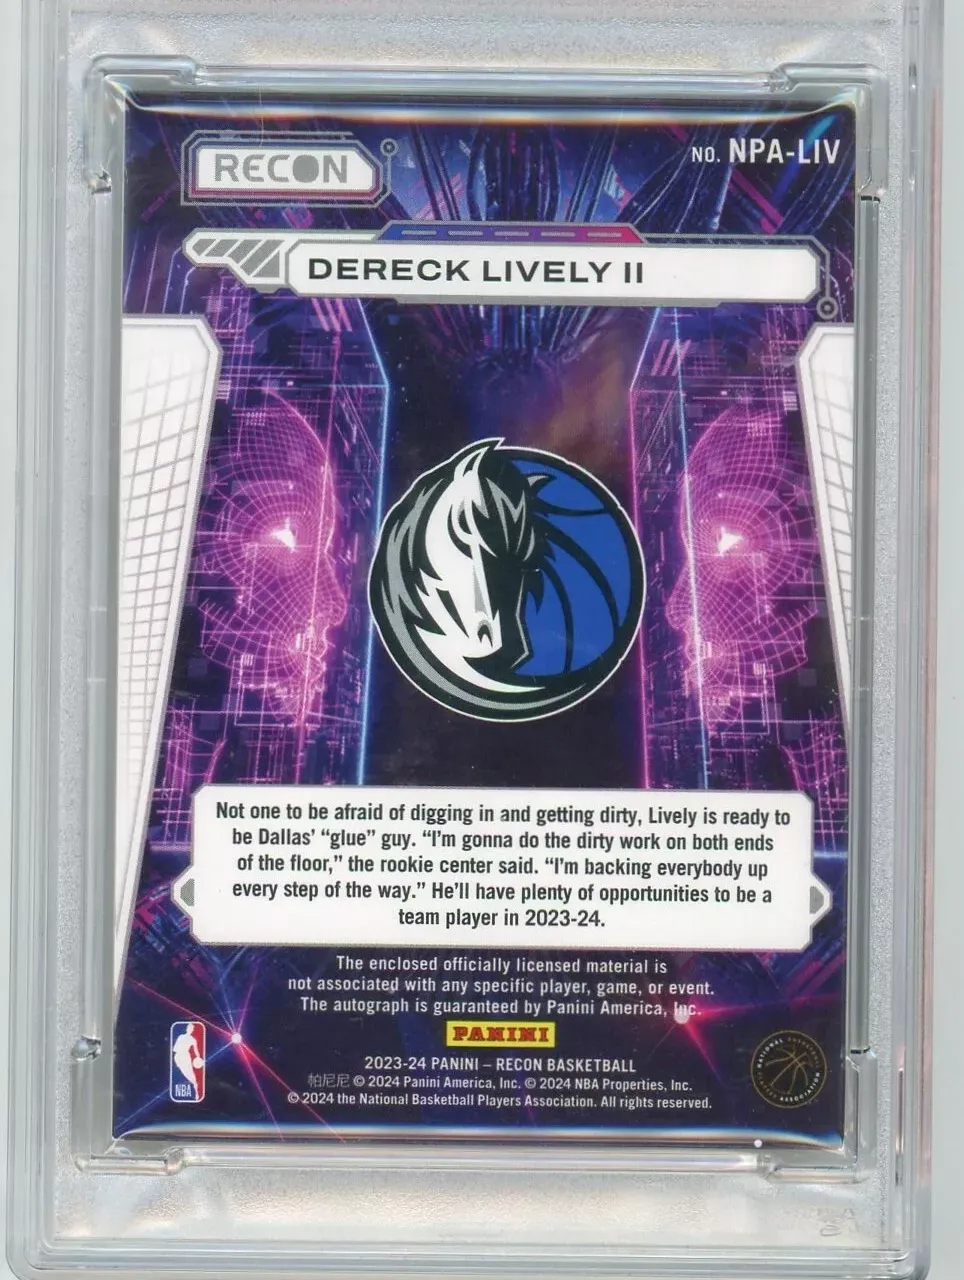 RECON
NO. NPA-LIV
DERECK LIVELY II
Not one to be afraid of digging in and getting dirty, Lively is ready to
be Dallas' “glue” guy. “I'm gonna do the dirty work on both ends
of the floor,” the rookie center said. “I'm backing everybody up
every step of the way.” He'll have plenty of opportunities to be a
team player in 2023-24.
The enclosed officially licensed material is
not associated with any specific player, game, or event.
The autograph is guaranteed by Panini America, Inc.
PANINI
NBA
2023-24 PANINI – RECON BASKETBALL
帕尼尼 © 2024 Panini America, Inc. © 2024 NBA Properties, Inc.
© 2024 the National Basketball Players Association. All rights reserved.
NATIONAL BASKETBALL
PLAYERS ASSOCIATION